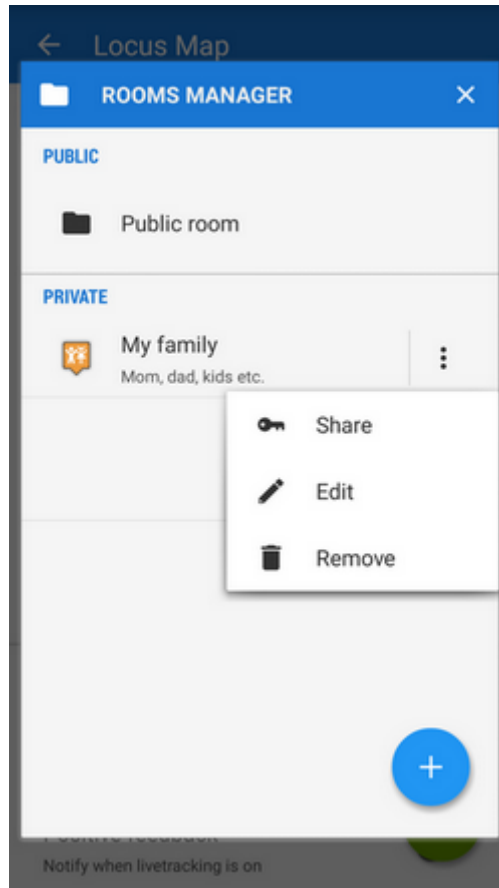 Locus Map
ROOMS MANAGER
PUBLIC
Public room
PRIVATE
My family
Mom, dad, kids etc.
Share
Edit
Remove
Notify when livetracking is on